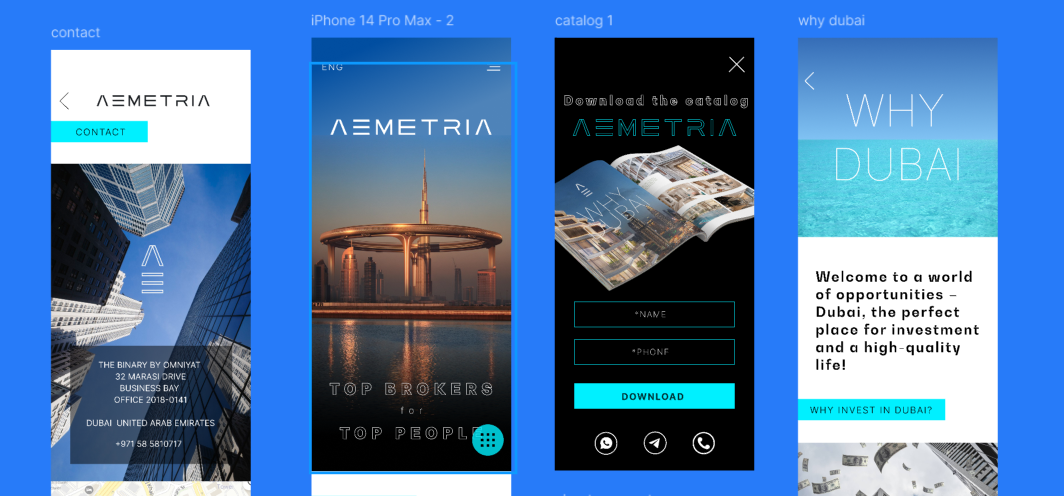 contact
ΛΞMETRIΛ
CONTACT
THE BINARY BY OMNIYAT
32 MARASI DRIVE
BUSINESS BAY
OFFICE 2018-0141
DUBAI UNITED ARAB EMIRATES
+971 58 5810717
iPhone 14 Pro Max - 2
ENG
ΛΞMETRIΛ
TOP BROKERS
for
TOP PEOPLE
catalog 1
Download the catalog
ΛΞMETRIΛ
WHY
DUBAI
*NAME
*PHONE
DOWNLOAD
why dubai
WHY
DUBAI
Welcome to a world
of opportunities –
Dubai, the perfect
place for investment
and a high-quality
life!
WHY INVEST IN DUBAI?